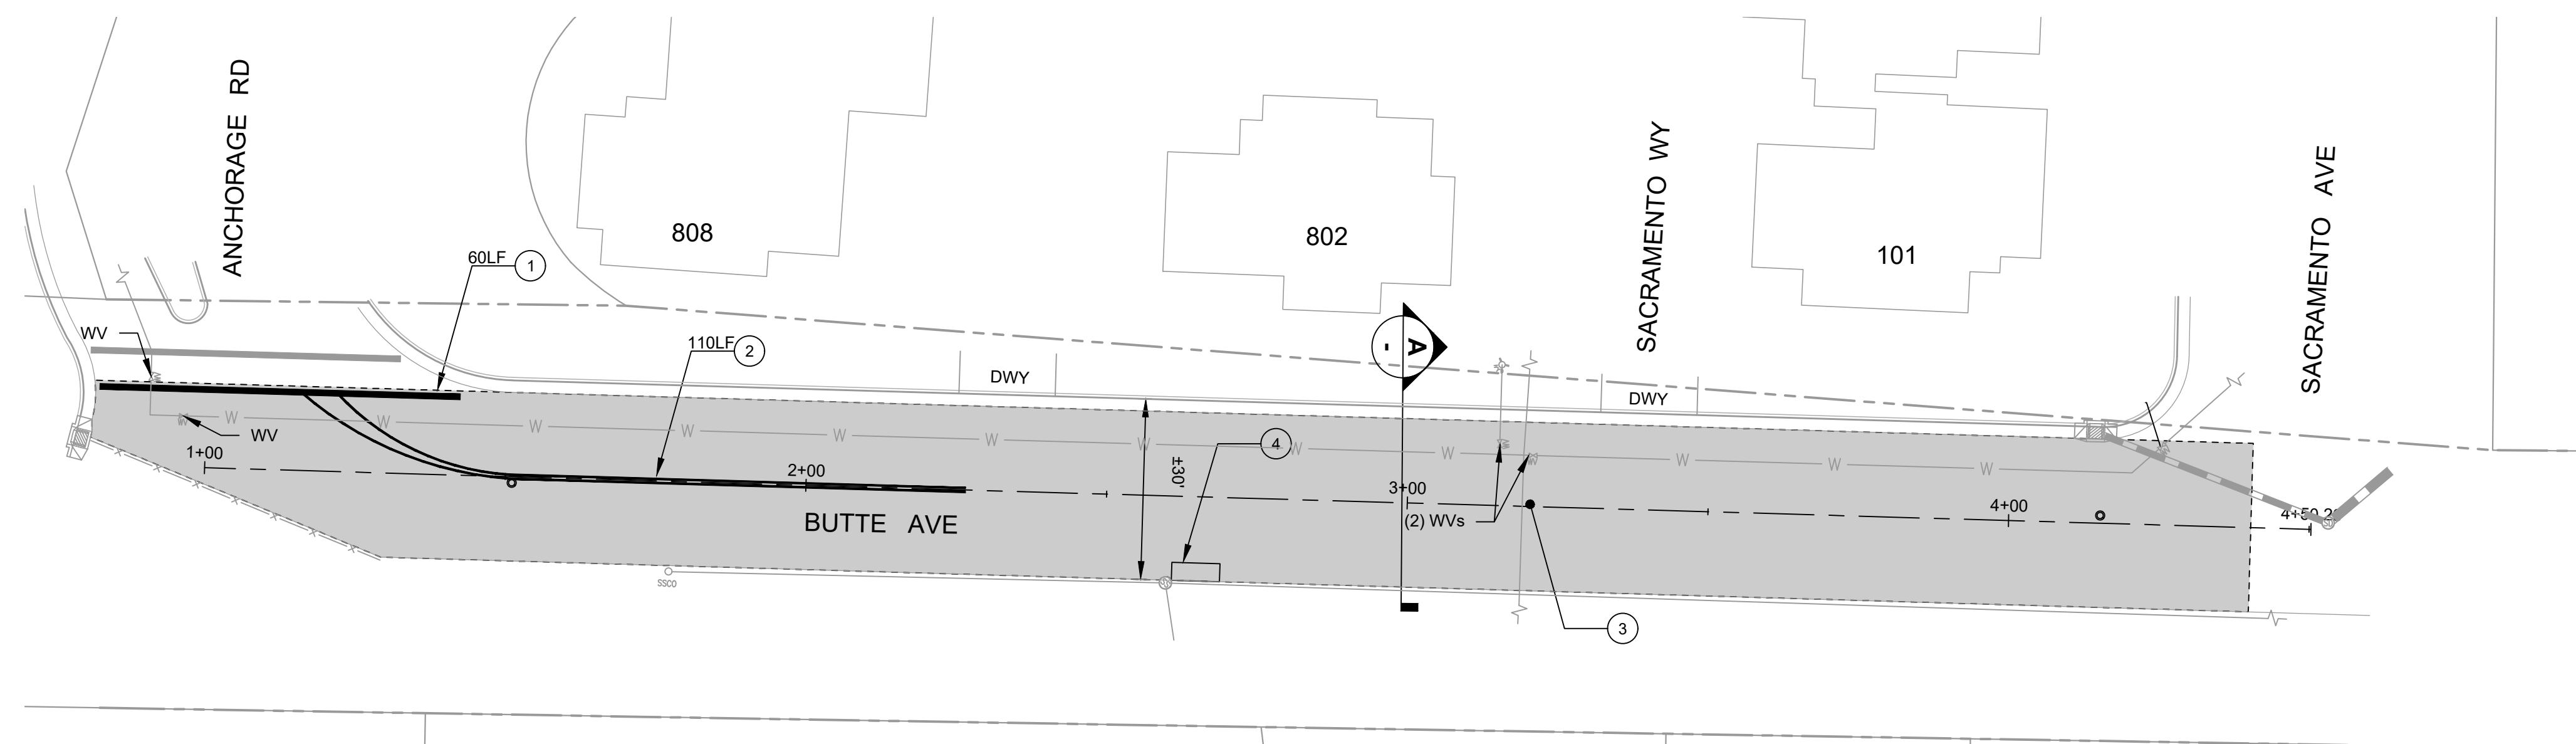 ANCHORAGE RD
808
802
SACRAMENTO WY
101
SACRAMENTO AVE
60LF
1
WV
110LF
2
A
-
DWY
DWY
W W W W W W W W W W W W
WV
1+00
2+00
±30'
4
3+00
(2) WVs
4+00
BUTTE AVE
SSCO
3